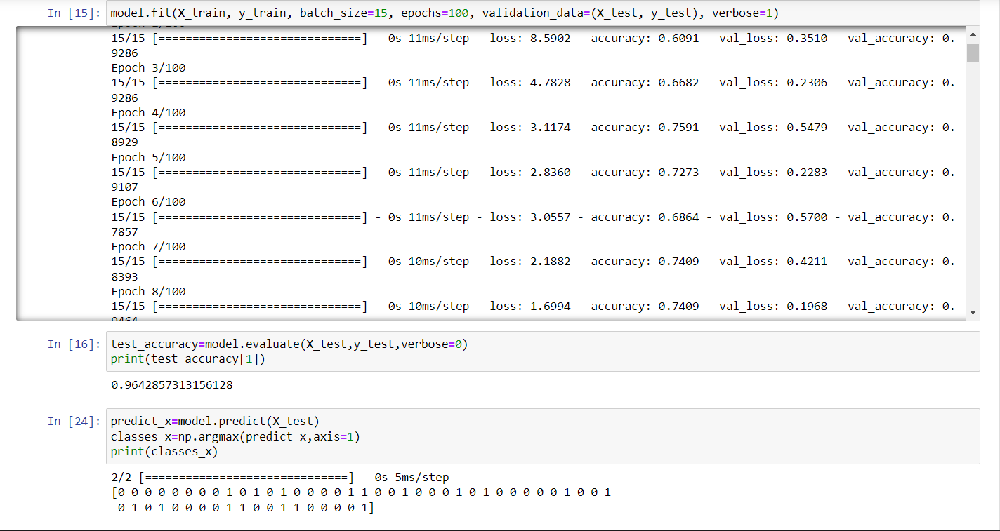 In [15]: model.fit(X_train, y_train, batch_size=15, epochs=100, validation_data=(X_test, y_test), verbose=1)
15/15 [==============================] - 0s 11ms/step - loss: 8.5902 - accuracy: 0.6091 - val_loss: 0.3510 - val_accuracy: 0.
9286
Epoch 3/100
15/15 [==============================] - 0s 11ms/step - loss: 4.7828 - accuracy: 0.6682 - val_loss: 0.2306 - val_accuracy: 0.
9286
Epoch 4/100
15/15 [==============================] - 0s 11ms/step - loss: 3.1174 - accuracy: 0.7591 - val_loss: 0.5479 - val_accuracy: 0.
8929
Epoch 5/100
15/15 [==============================] - 0s 11ms/step - loss: 2.8360 - accuracy: 0.7273 - val_loss: 0.2283 - val_accuracy: 0.
9107
Epoch 6/100
15/15 [==============================] - 0s 11ms/step - loss: 3.0557 - accuracy: 0.6864 - val_loss: 0.5700 - val_accuracy: 0.
7857
Epoch 7/100
15/15 [==============================] - 0s 10ms/step - loss: 2.1882 - accuracy: 0.7409 - val_loss: 0.4211 - val_accuracy: 0.
8393
Epoch 8/100
15/15 [==============================] - 0s 10ms/step - loss: 1.6994 - accuracy: 0.7409 - val_loss: 0.1968 - val_accuracy: 0.
In [16]: test_accuracy=model.evaluate(X_test,y_test,verbose=0)
print(test_accuracy[1])
0.9642857313156128
In [24]: predict_x=model.predict(X_test)
classes_x=np.argmax(predict_x,axis=1)
print(classes_x)
2/2 [==============================] - 0s 5ms/step
[0 0 0 0 0 0 0 0 1 0 1 0 1 0 0 0 0 1 1 0 0 1 0 0 0 1 0 1 0 0 0 0 0 1 0 0 1
0 1 0 1 0 0 0 0 1 1 0 0 1 1 0 0 0 0 1]